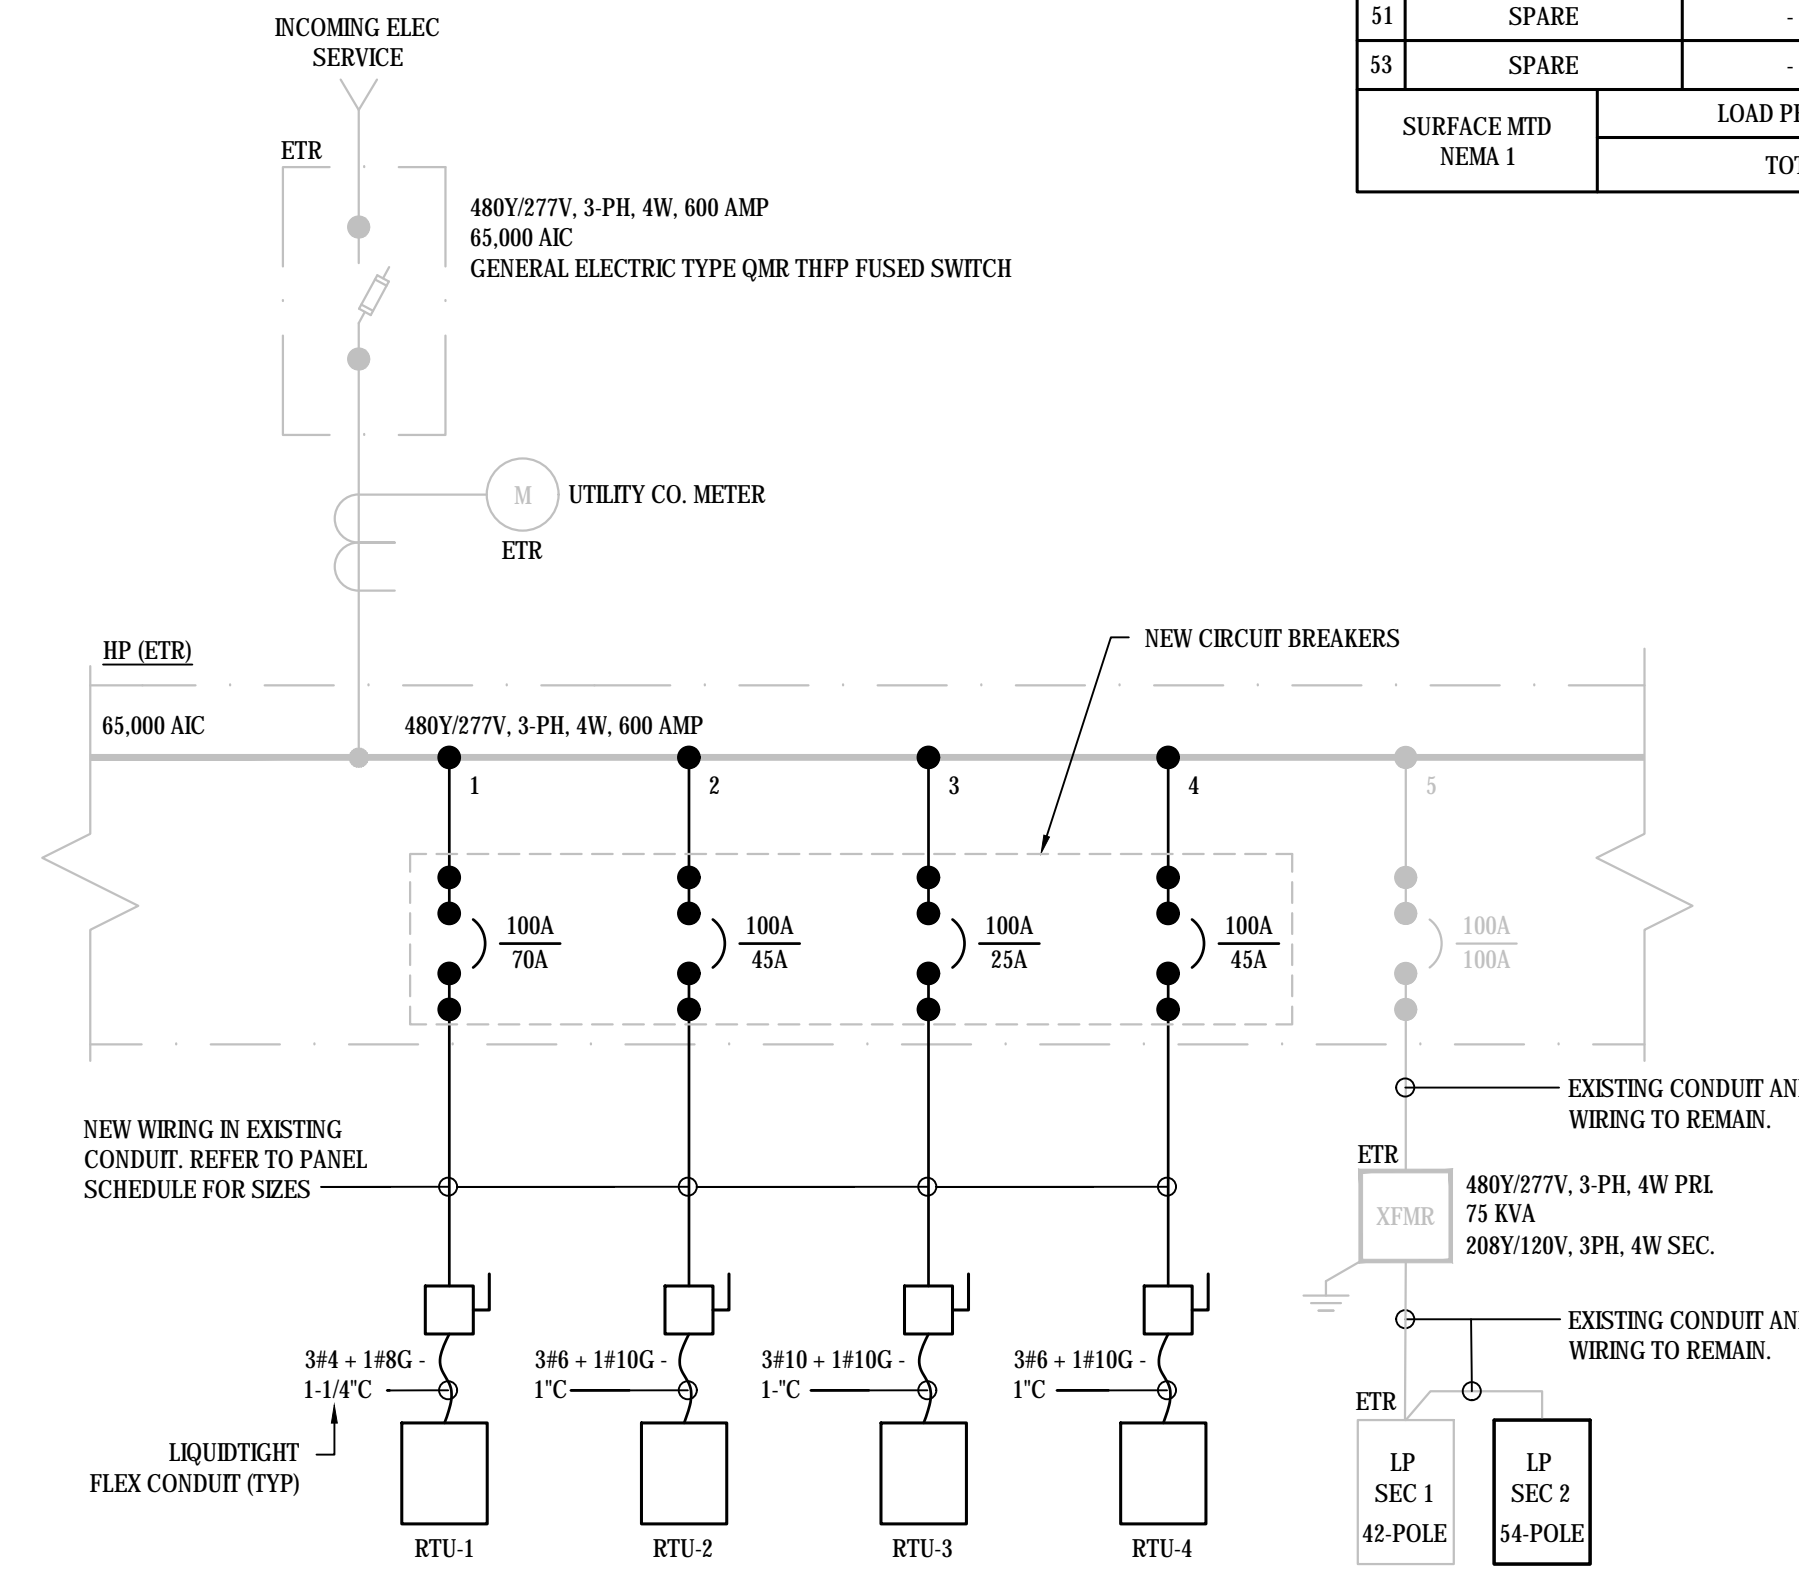 INCOMING ELEC
SERVICE
51 SPARE -
53 SPARE -
SURFACE MTD
NEMA 1
LOAD
ETR
480Y/277V, 3-PH, 4W, 600 AMP
65,000 AIC
GENERAL ELECTRIC TYPE QMR THFP FUSED SWITCH
M UTILITY CO. METER
ETR
HP (ETR)
NEW CIRCUIT BREAKERS
65,000 AIC
480Y/277V, 3-PH, 4W, 600 AMP
1 2 3 4 5
100A 100A 100A 100A 100A
70A 45A 25A 45A 100A
EXISTING CONDUIT
WIRING TO REMAIN.
NEW WIRING IN EXISTING
CONDUIT. REFER TO PANEL
SCHEDULE FOR SIZES
ETR
XFMR
480Y/277V, 3-PH, 4W PRI.
75 KVA
208Y/120V, 3PH, 4W SEC.
EXISTING CONDUIT
WIRING TO REMAIN.
3#4 + 1#8G -
1-1/4"C
3#6 + 1#10G -
1"C
3#10 + 1#10G -
1-"C
3#6 + 1#10G -
1"C
LIQUIDTIGHT
FLEX CONDUIT (TYP)
RTU-1 RTU-2 RTU-3 RTU-4
ETR
LP
SEC 1
42-POLE
LP
SEC 2
54-POLE